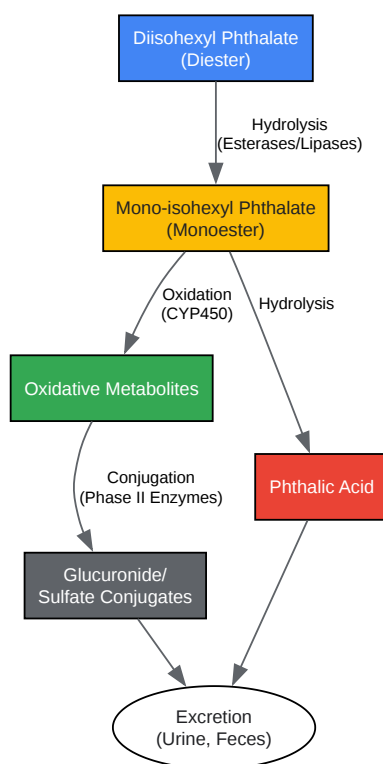 Diisohexyl Phthalate
(Diester)
Hydrolysis
(Esterases/Lipases)
Mono-isohexyl Phthalate
(Monoester)
Oxidation
(CYP450)
Hydrolysis
Oxidative Metabolites
Conjugation
(Phase II Enzymes)
Phthalic Acid
Glucuronide/
Sulfate Conjugates
Excretion
(Urine, Feces)